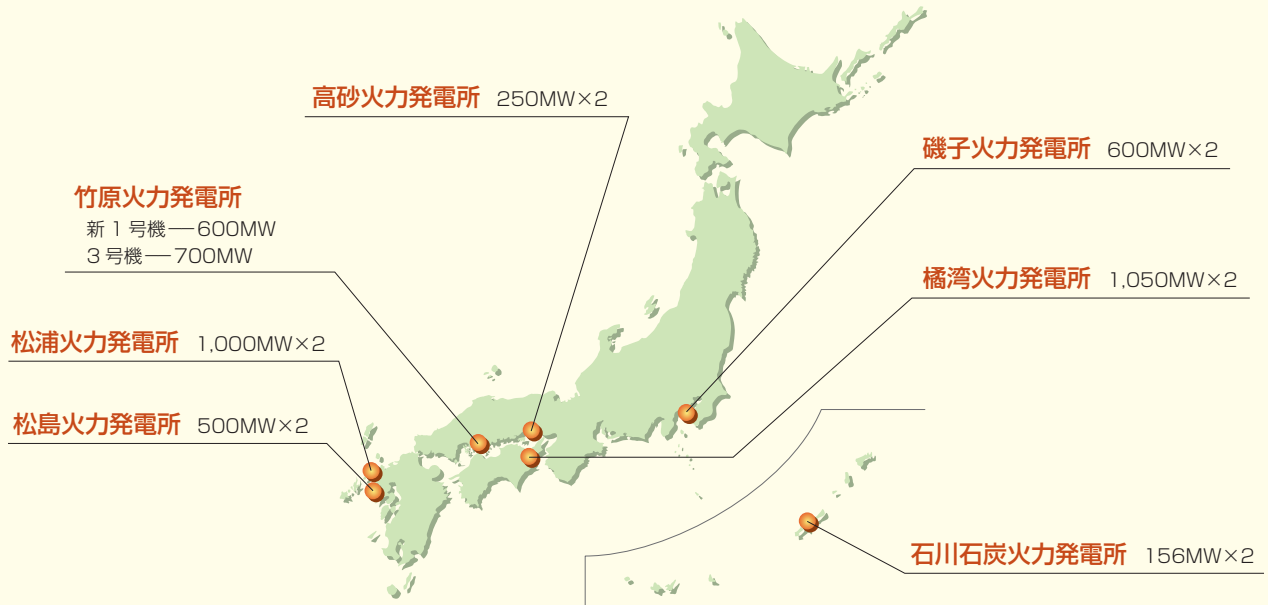 高砂火力発電所 250MW×2
磯子火力発電所 600MW×2
竹原火力発電所
新1号機―600MW
3号機―700MW
橘湾火力発電所 1,050MW×2
松浦火力発電所 1,000MW×2
松島火力発電所 500MW×2
石川石炭火力発電所 156MW×2